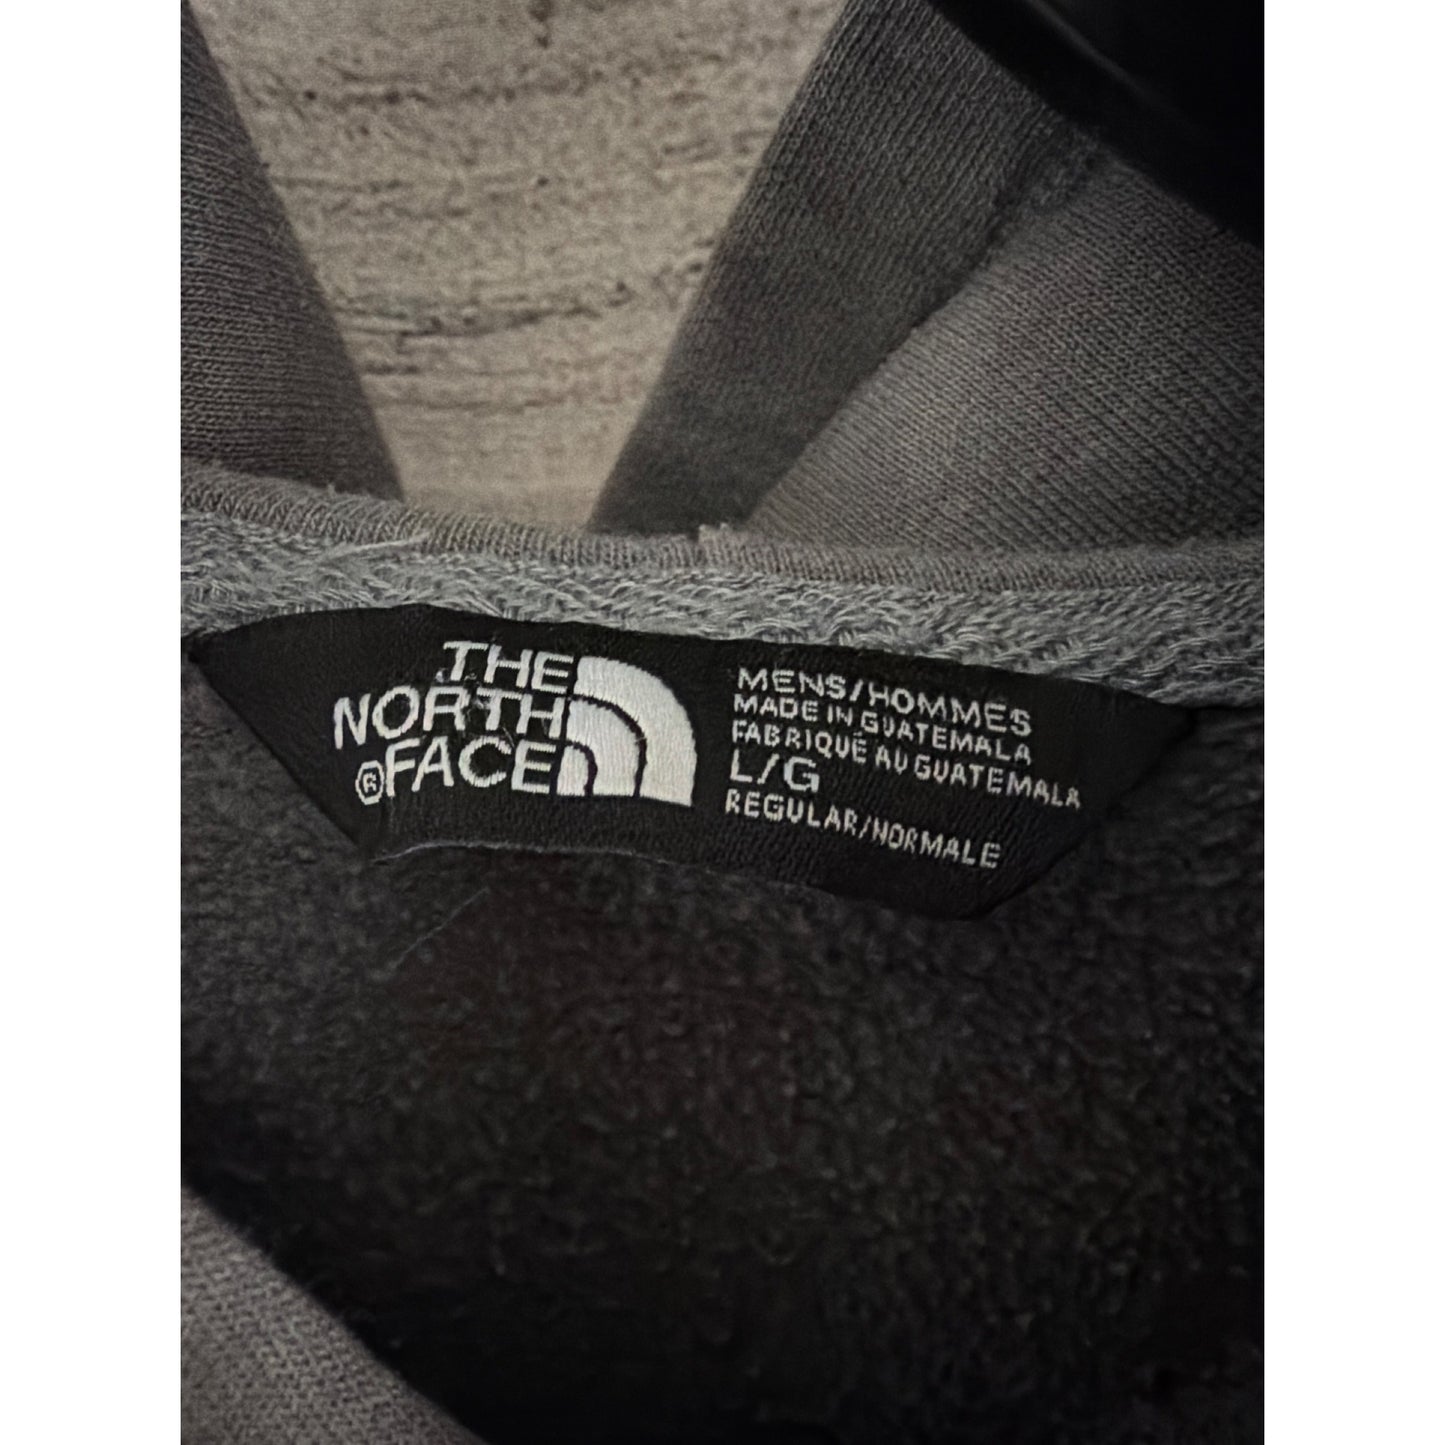 THE
NORTH
®FACE
MENS/HOMMES
MADE IN GUATEMALA
FABRIQUÉ AU GUATEMALA
L/G
REGULAR/NORMALE